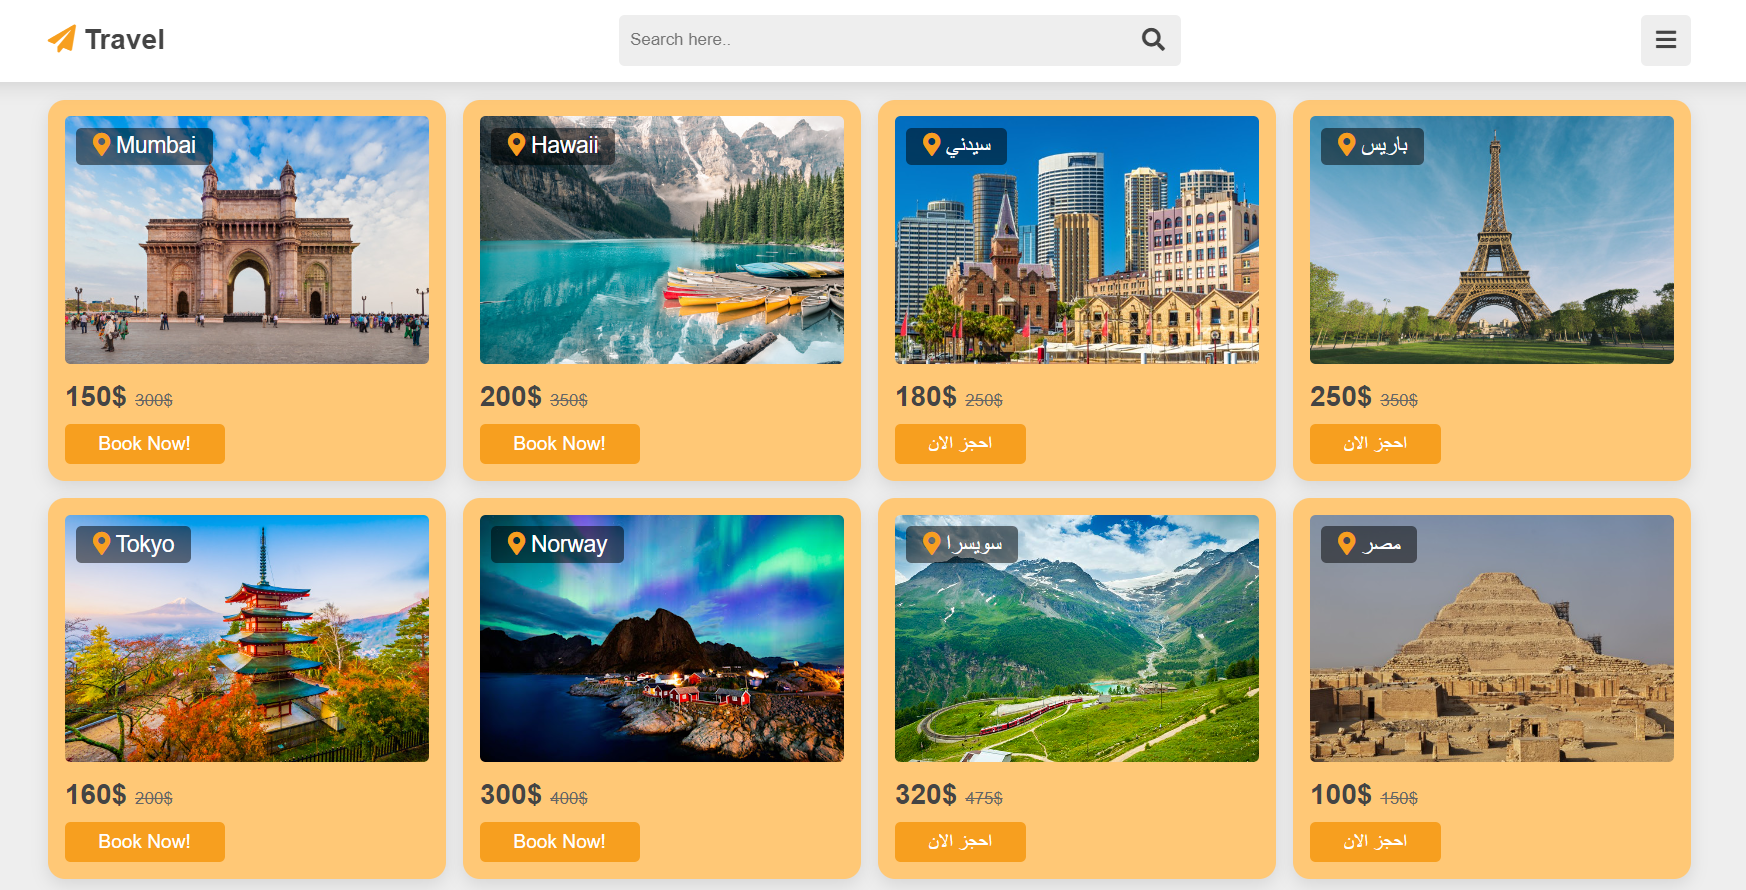 Travel
Search here..
Mumbai
150$ 300$
Book Now!
Hawaii
200$ 350$
Book Now!
سيدني
180$ 250$
احجز الان
باريس
250$ 350$
احجز الان
Tokyo
160$ 200$
Book Now!
Norway
300$ 400$
Book Now!
سويسرا
320$ 475$
احجز الان
مصر
100$ 150$
احجز الان